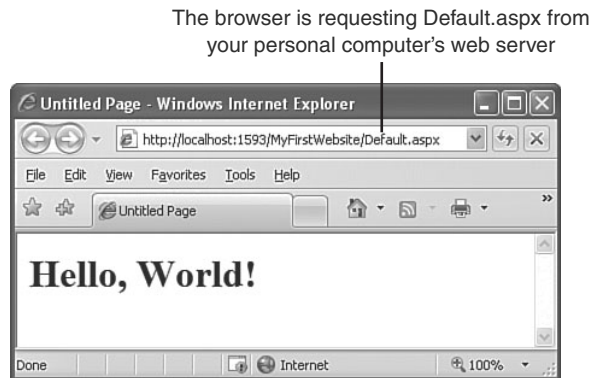 The browser is requesting Default.aspx from
your personal computer's web server
Untitled Page - Windows Internet Explorer
http://localhost:1593/MyFirstWebsite/Default.aspx
File Edit View Favorites Tools Help
Untitled Page
»
Hello, World!
Done
Internet
100%